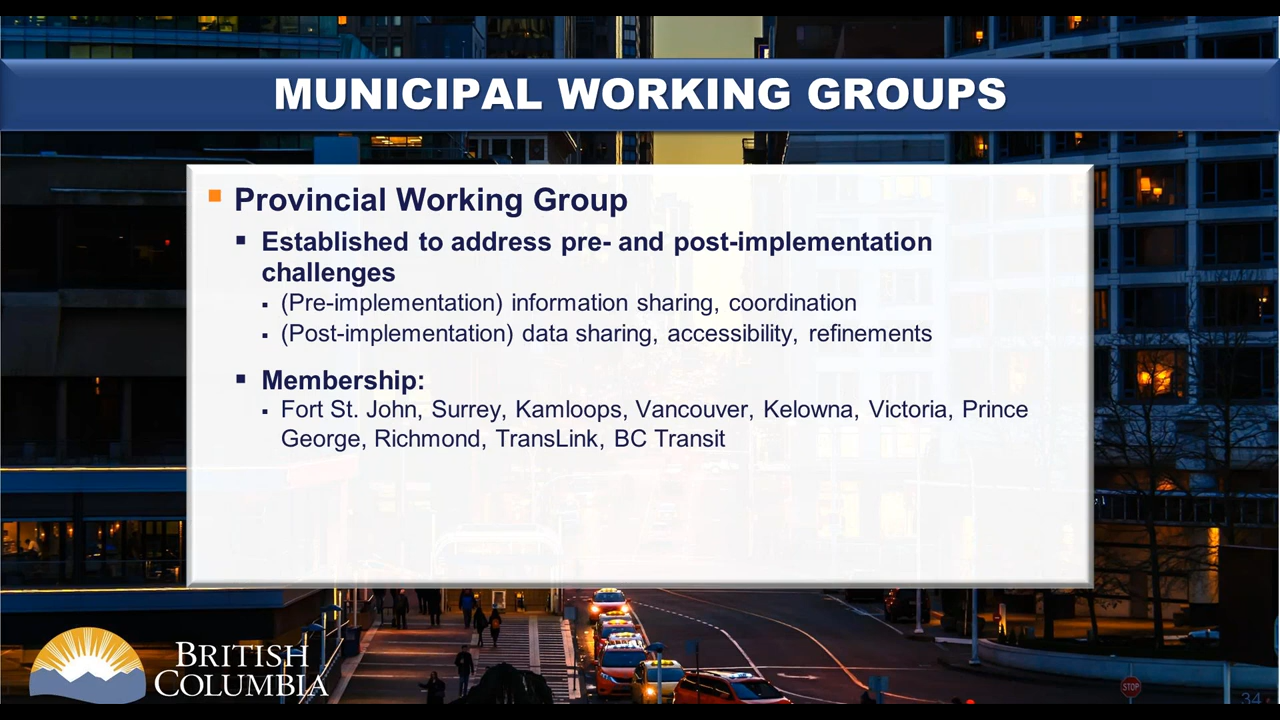 MUNICIPAL WORKING GROUPS
Provincial Working Group
Established to address pre- and post-implementation
challenges
(Pre-implementation) information sharing, coordination
(Post-implementation) data sharing, accessibility, refinements
Membership:
Fort St. John, Surrey, Kamloops, Vancouver, Kelowna, Victoria, Prince
George, Richmond, TransLink, BC Transit
BRITISH
COLUMBIA
STOP
34